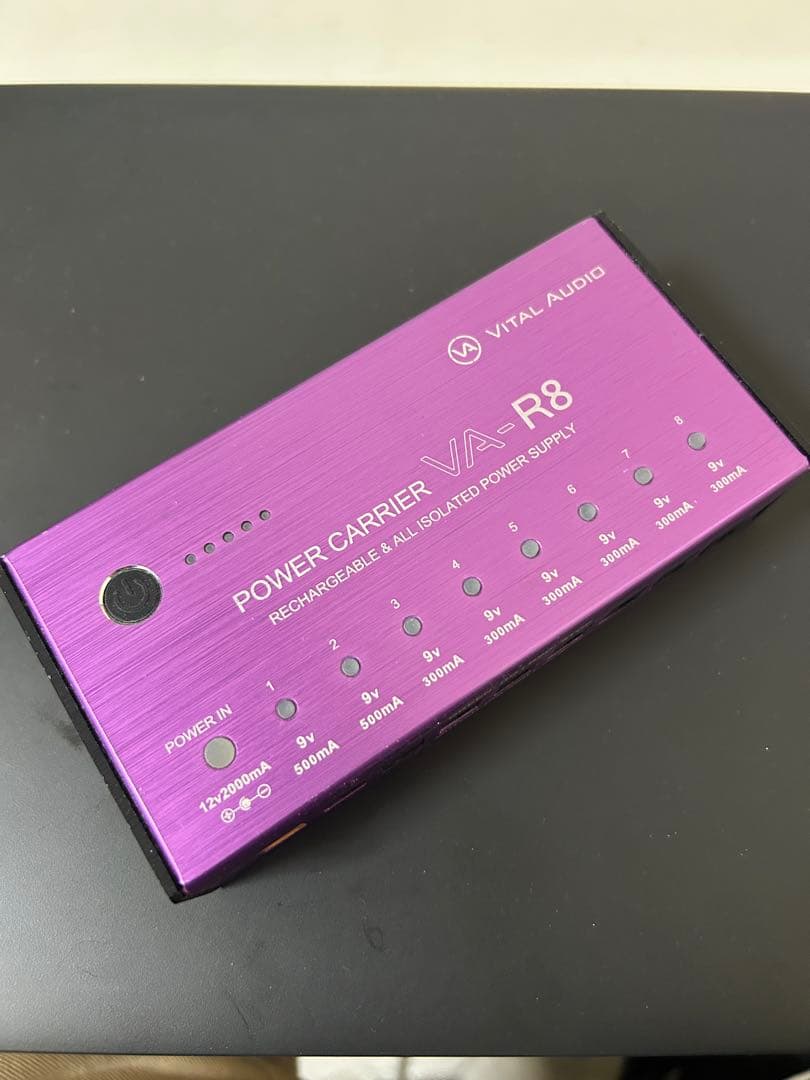 VA VITAL AUDIO
POWER CARRIER VA-R8
RECHARGEABLE & ALL ISOLATED POWER SUPPLY
POWER IN 1 2 3 4 5 6 7 8
12v2000mA
9v 9v 9v 9v 9v 9v 9v 9v
500mA 500mA 300mA 300mA 300mA 300mA 300mA 300mA